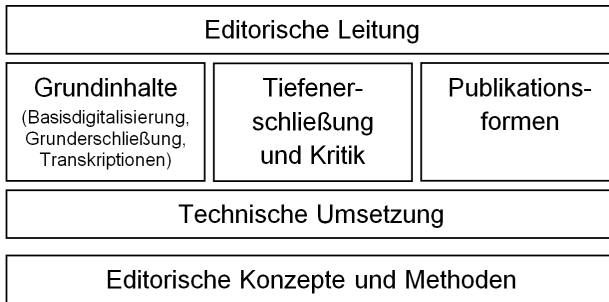 Editorische Leitung
Grundinhalte
(Basisdigitalisierung,
Grunderschließung,
Transkriptionen)
Tiefener-
schließung
und Kritik
Publikations-
formen
Technische Umsetzung
Editorische Konzepte und Methoden